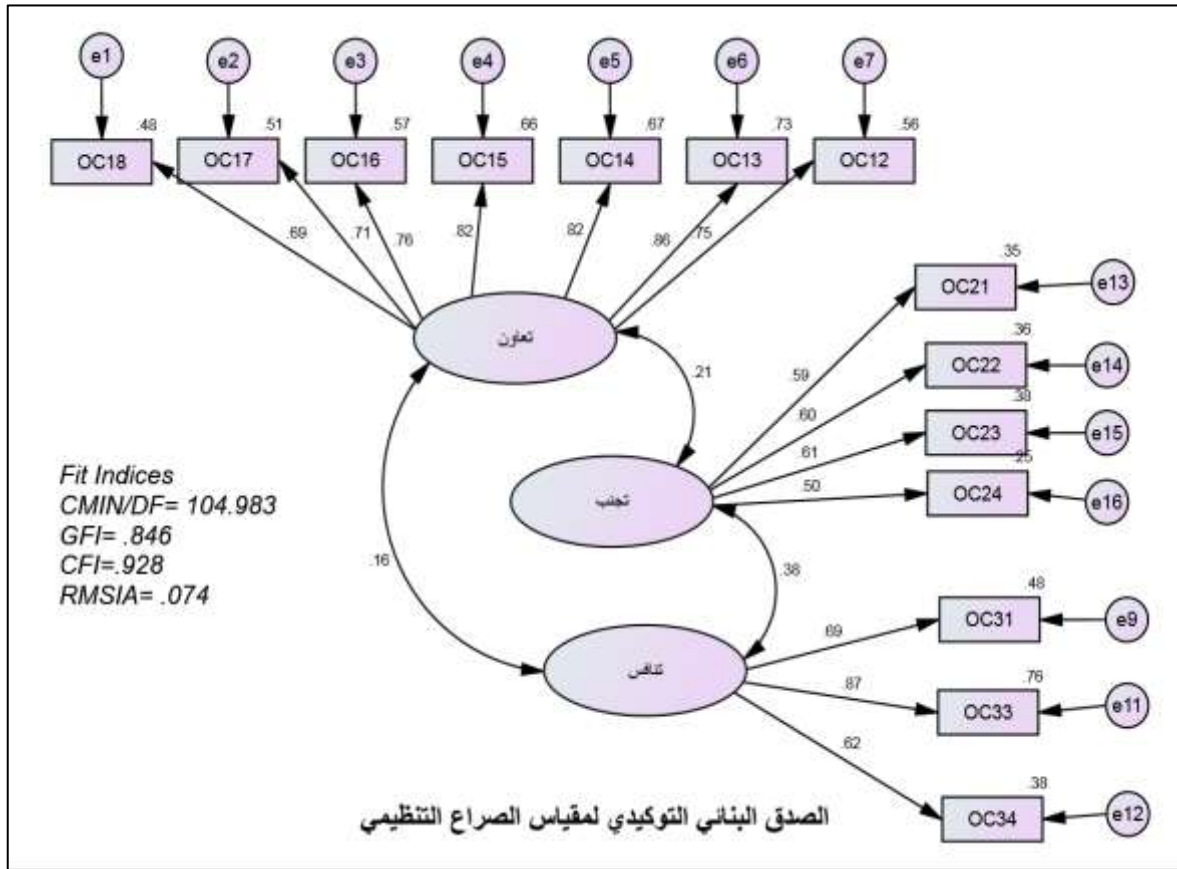 e1 e2 e3 e4 e5 e6 e7
.48 .51 .57 .66 .67 .73 .56
OC18 OC17 OC16 OC15 OC14 OC13 OC12
.69 .71 .76 .82 .82 .86 .75
.35
OC21 e13
تعاون
.36
.21
.59
OC22 e14
.60
.38
OC23 e15
.61
.25
OC24 e16
.50
تجنب
Fit Indices
CMIN/DF= 104.983
GFI= .846
CFI=.928
RMSIA= .074
.16
.38
.48
OC31 e9
.69
تنافس
.76
.87
OC33 e11
.62
.38
OC34 e12
الصدق البنائي التوكيدي لمقياس الصراع التنظيمي